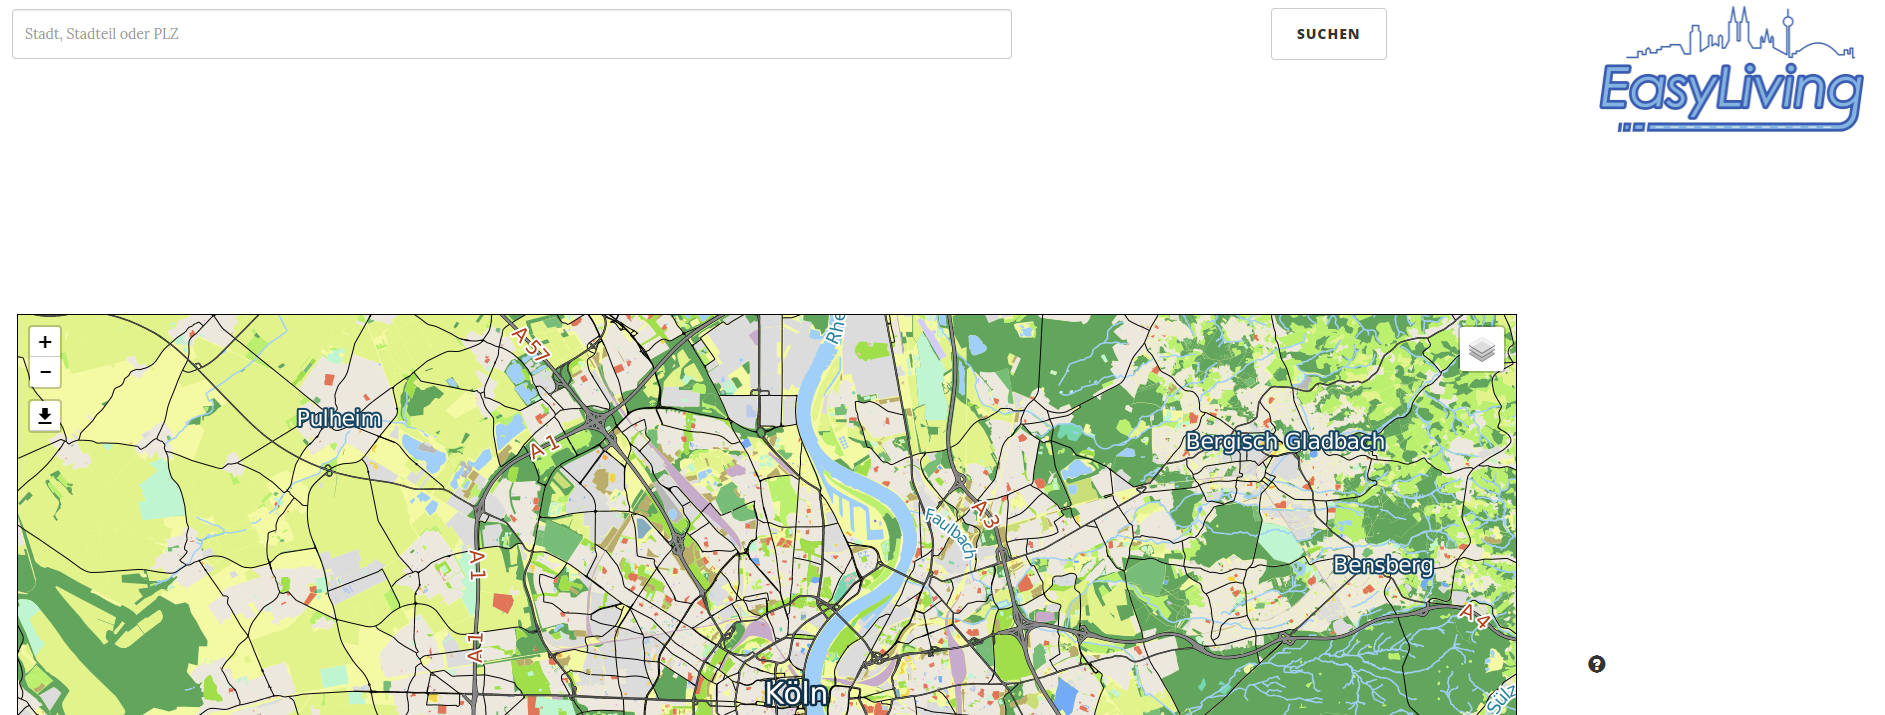 Stadt, Stadteil oder PLZ
SUCHEN
EasyLiving
+
−
A 57
Rhe
Pulheim
A 1
Bergisch Gladbach
A 3
Faulbach
A 1
Bensberg
A 4
A1
?
Köln
Sülz